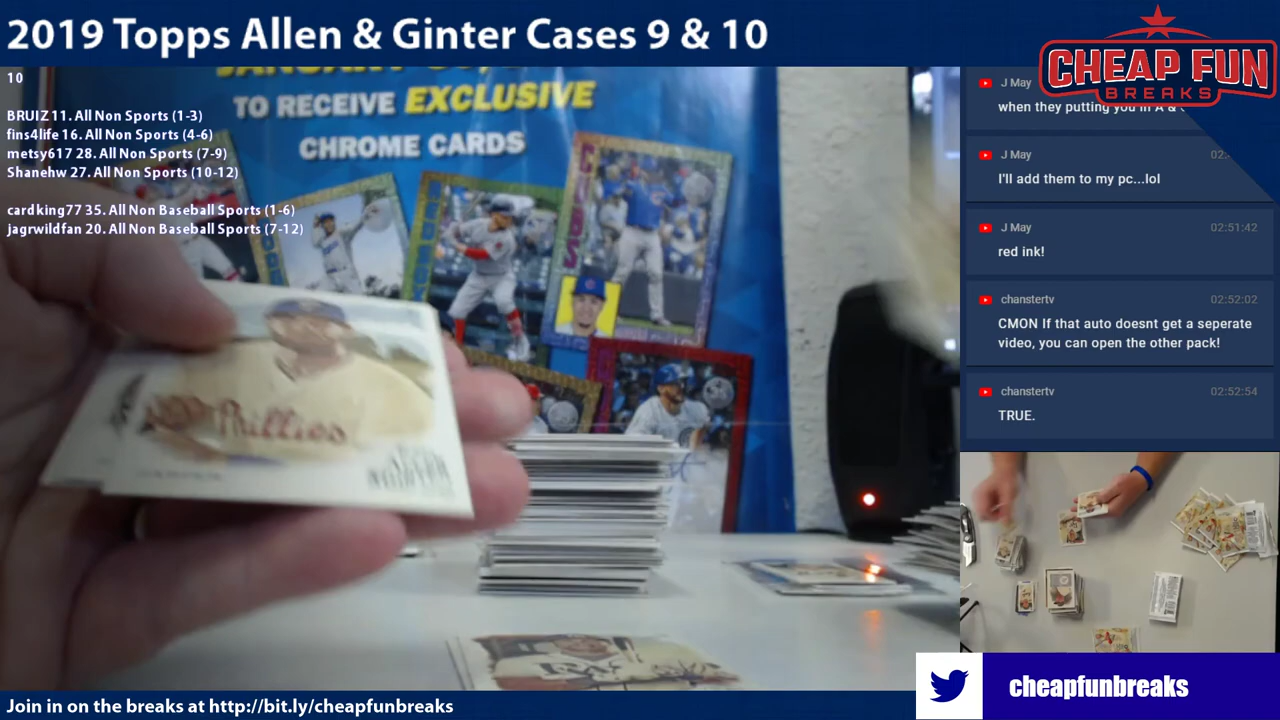 2019 Topps Allen & Ginter Cases 9 & 10
10
BRUIZ 11. All Non Sports (1-3)
fins4life 16. All Non Sports (4-6)
metsy617 28. All Non Sports (7-9)
Shanehw 27. All Non Sports (10-12)
cardking77 35. All Non Baseball Sports (1-6)
jagrwildfan 20. All Non Baseball Sports (7-12)
TO RECEIVE EXCLUSIVE
CHROME CARDS
Phillies
CHEAP FUN
BREAKS
J May
when they putting you in A &
J May 02:
I'll add them to my pc...lol
J May 02:51:42
red ink!
chanstertv 02:52:02
CMON If that auto doesnt get a seperate
video, you can open the other pack!
chanstertv 02:52:54
TRUE.
cheapfunbreaks
Join in on the breaks at http://bit.ly/cheapfunbreaks